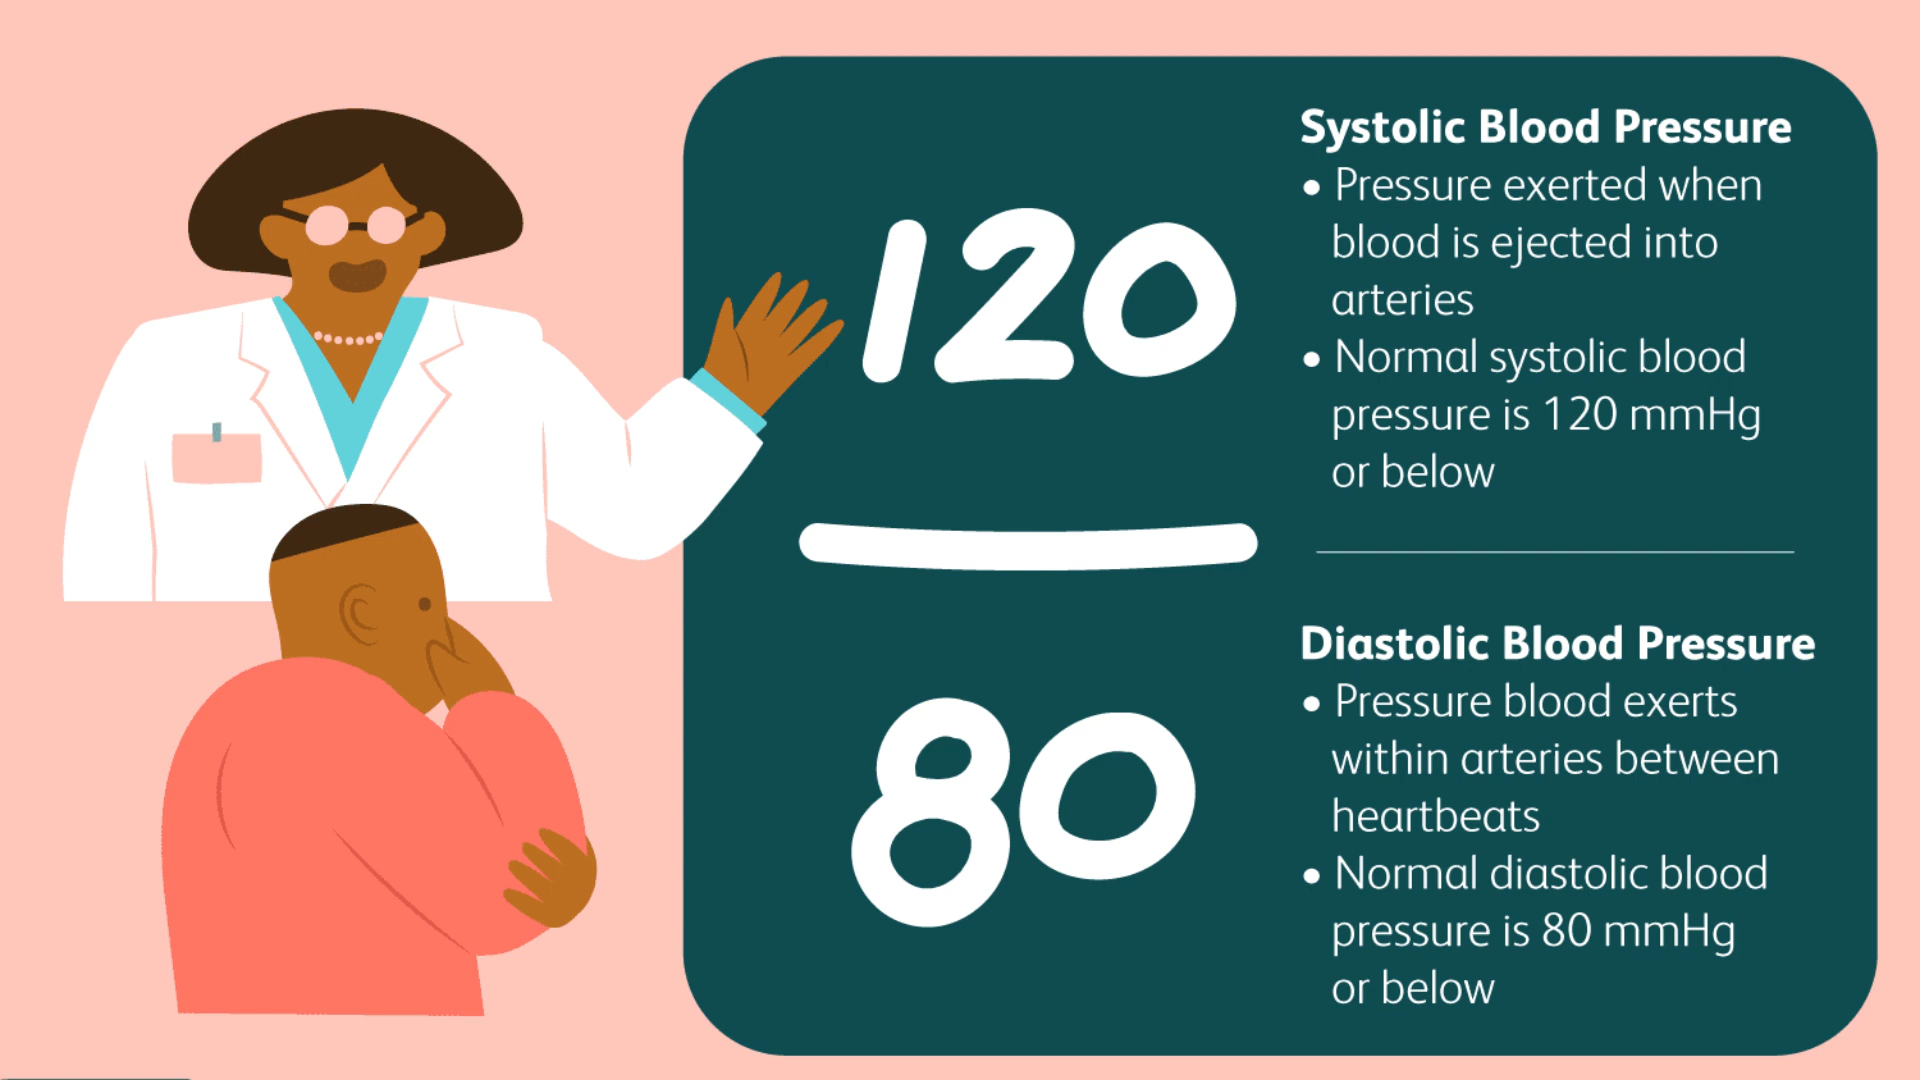 120
80
Systolic Blood Pressure
• Pressure exerted when
blood is ejected into
arteries
• Normal systolic blood
pressure is 120 mmHg
or below
Diastolic Blood Pressure
• Pressure blood exerts
within arteries between
heartbeats
• Normal diastolic blood
pressure is 80 mmHg
or below